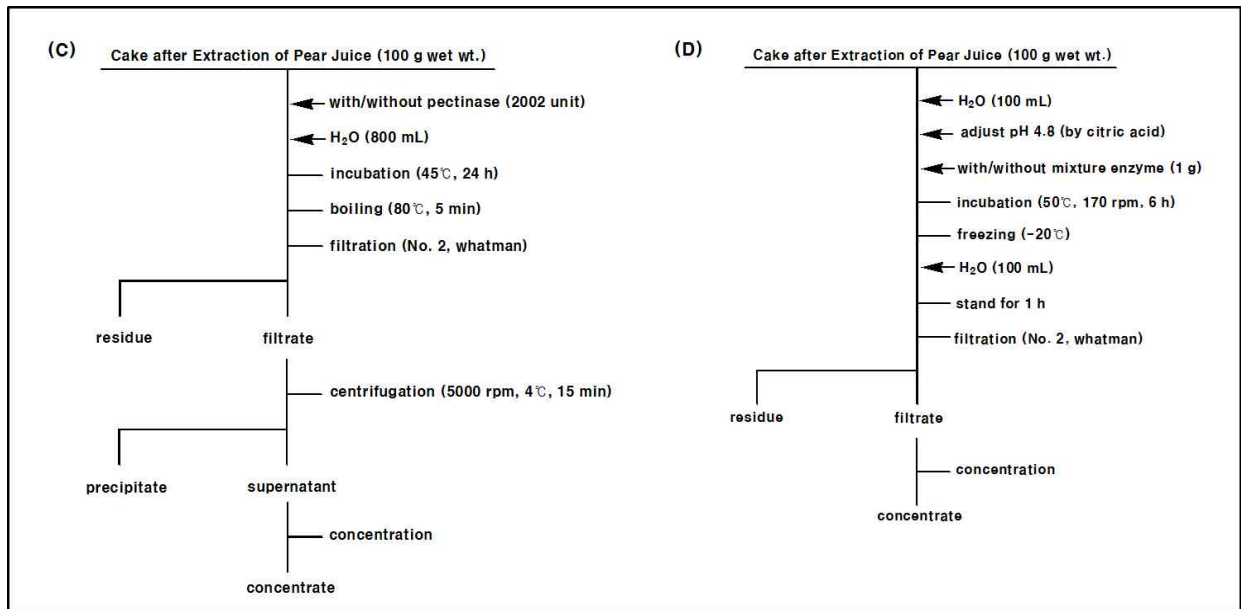 (C)
Cake after Extraction of Pear Juice (100 g wet wt.)
with/without pectinase (2002 unit)
H₂O (800 mL)
incubation (45℃, 24 h)
boiling (80℃, 5 min)
filtration (No. 2, whatman)
residue
filtrate
centrifugation (5000 rpm, 4℃, 15 min)
precipitate
supernatant
concentration
concentrate
(D)
Cake after Extraction of Pear Juice (100 g wet wt.)
H₂O (100 mL)
adjust pH 4.8 (by citric acid)
with/without mixture enzyme (1 g)
incubation (50℃, 170 rpm, 6 h)
freezing (-20℃)
H₂O (100 mL)
stand for 1 h
filtration (No. 2, whatman)
residue
filtrate
concentration
concentrate